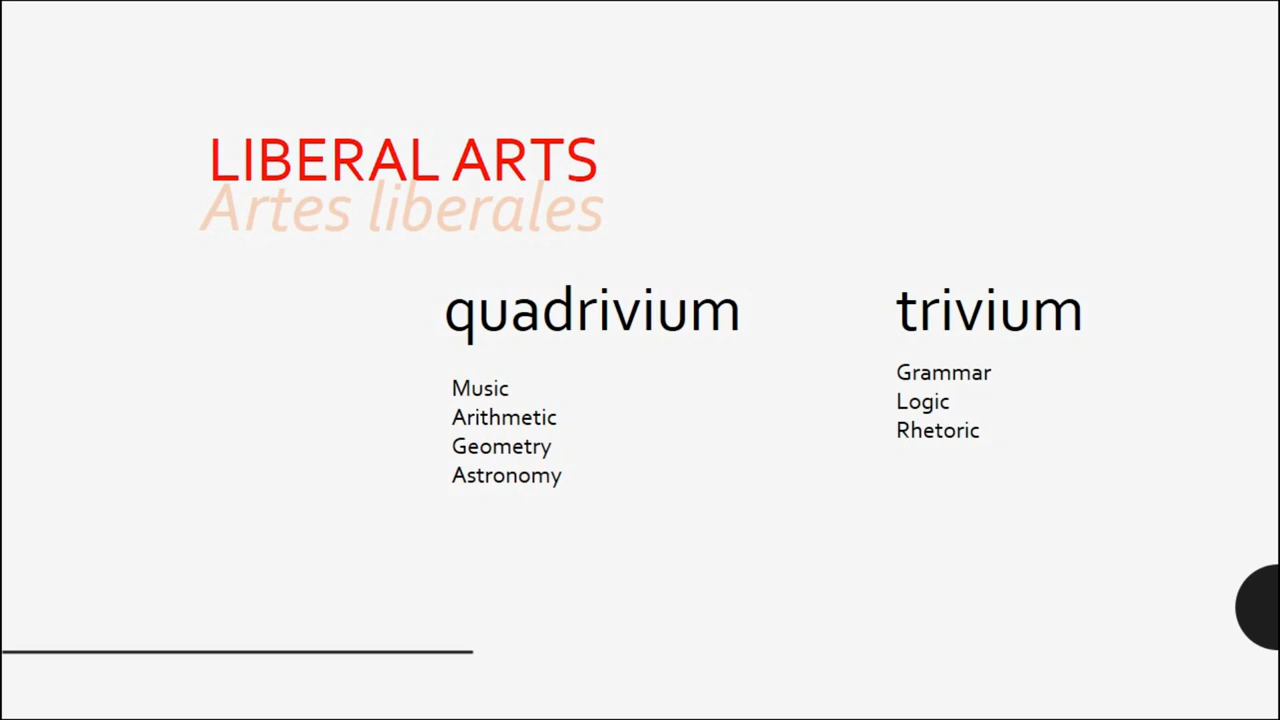 LIBERAL ARTS
Artes liberales
quadrivium
Music
Arithmetic
Geometry
Astronomy
trivium
Grammar
Logic
Rhetoric